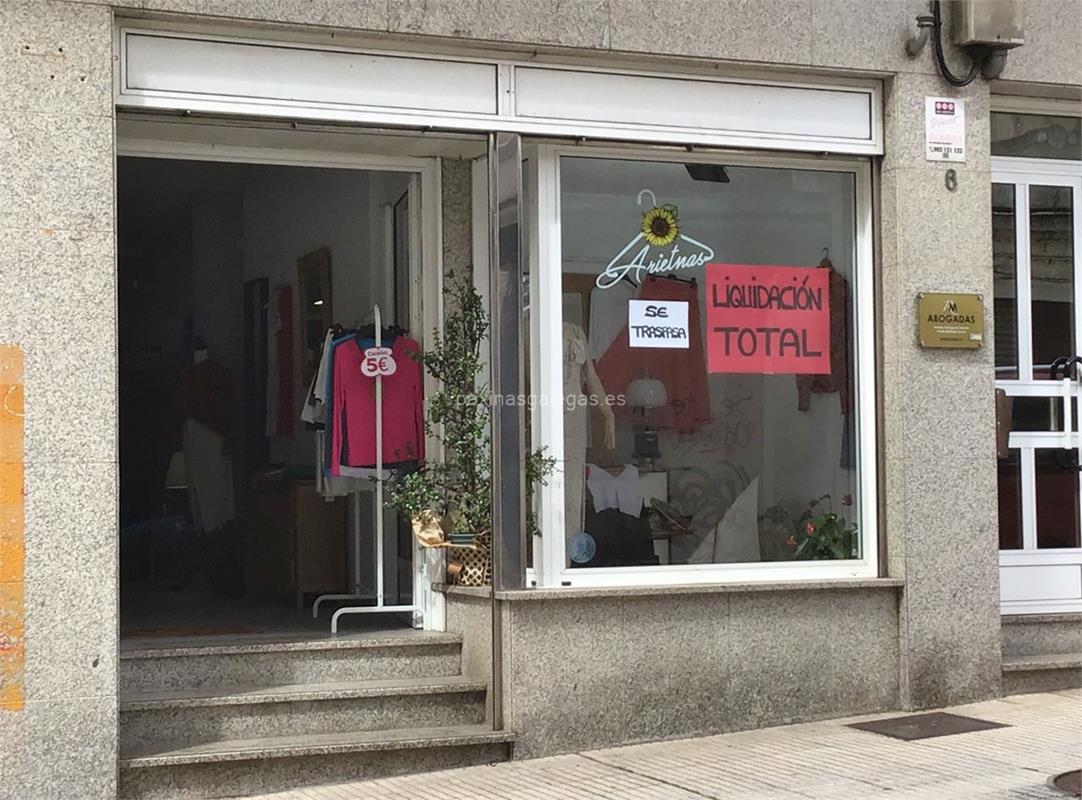 Arietnas
SE
TRASPASA
LIQUIDACIÓN
TOTAL
5€
ABOGADAS
6
paxinasgalegas.es